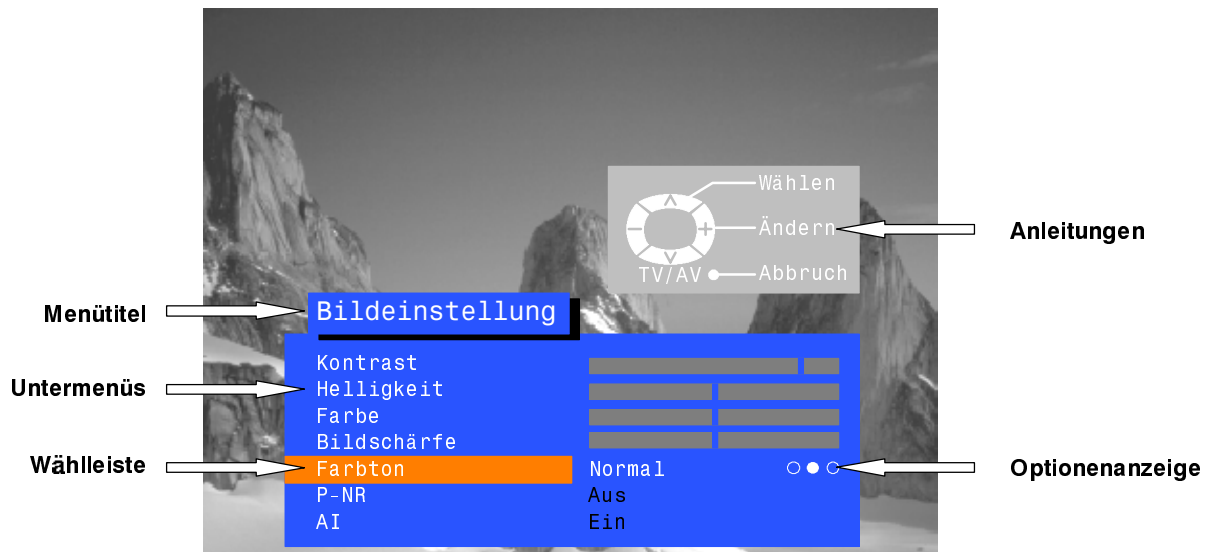 Wählen
Ändern
Anleitungen
TV/AV Abbruch
Menütitel
Bildeinstellung
Kontrast
Untermenüs
Helligkeit
Farbe
Bildschärfe
Wählleiste
Farbton Normal
Optionenanzeige
P-NR Aus
AI Ein